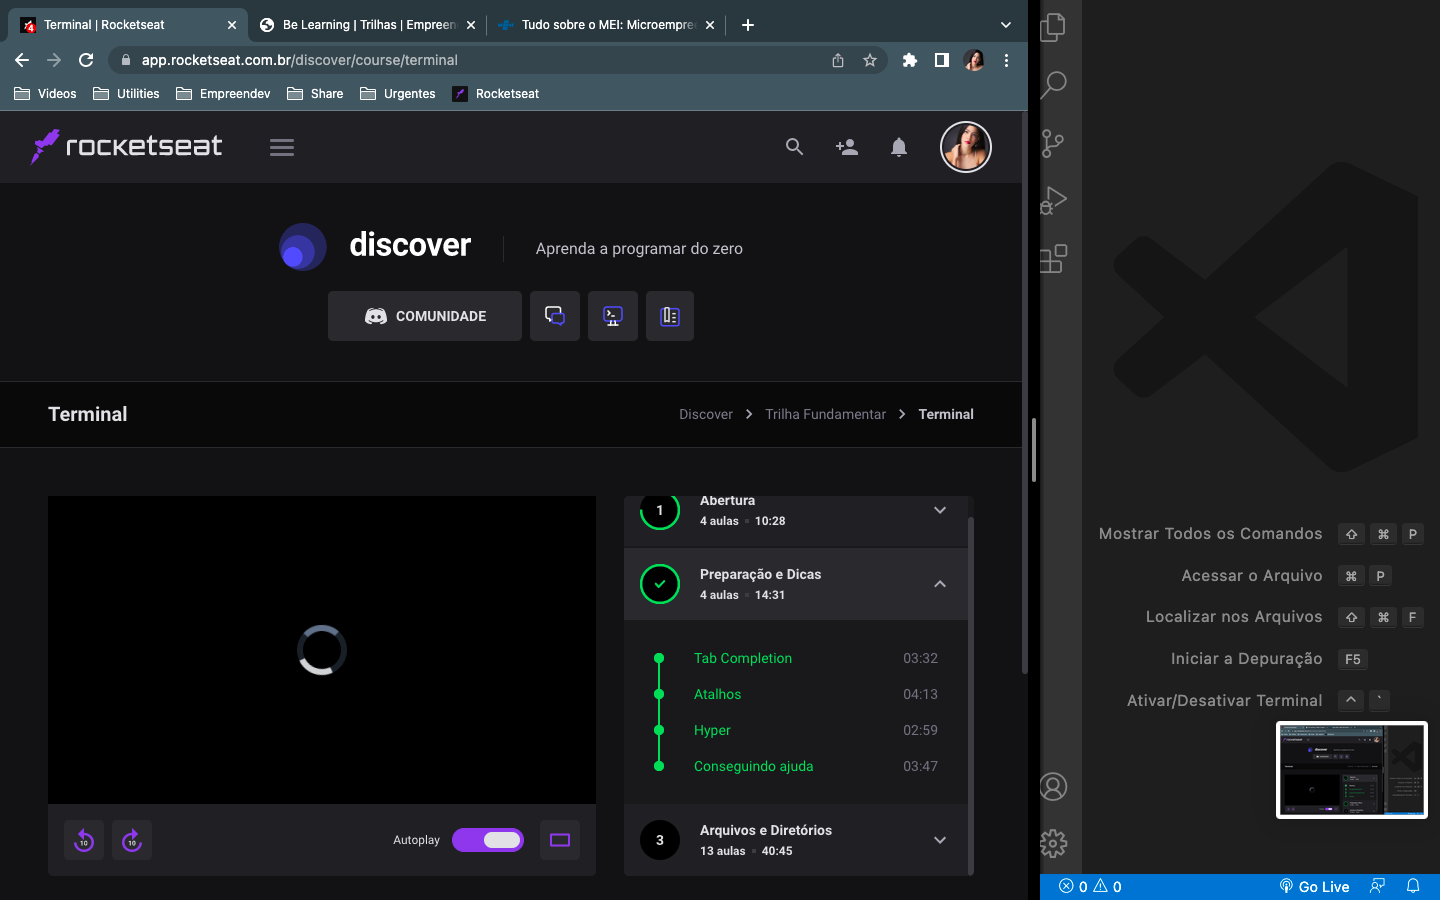 Terminal | Rocketseat
Be Learning | Trilhas | Empreen
Tudo sobre o MEI: Microempre
4
app.rocketseat.com.br/discover/course/terminal
Videos
Utilities
Empreendev
Share
Urgentes
Rocketseat
rocketseat
discover
Aprenda a programar do zero
COMUNIDADE
Terminal
Discover > Trilha Fundamentar > Terminal
1
Abertura
4 aulas 10:28
Preparação e Dicas
4 aulas 14:31
Tab Completion 03:32
Atalhos 04:13
Hyper 02:59
Conseguindo ajuda 03:47
3
Arquivos e Diretórios
13 aulas 40:45
10
10
Autoplay
Mostrar Todos os Comandos ⇧ ⌘ P
Acessar o Arquivo ⌘ P
Localizar nos Arquivos ⇧ ⌘ F
Iniciar a Depuração F5
Ativar/Desativar Terminal ^ `
0 0
Go Live